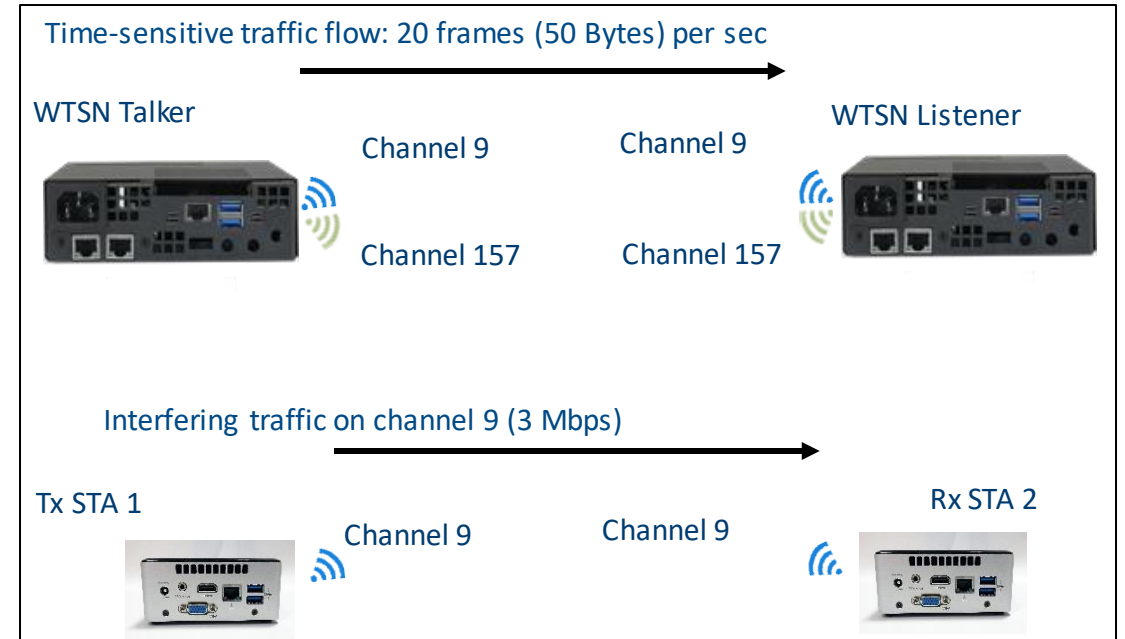 Time-sensitive traffic flow: 20 frames (50 Bytes) per sec
WTSN Talker
WTSN Listener
Channel 9
Channel 9
Channel 157
Channel 157
Interfering traffic on channel 9 (3 Mbps)
Tx STA 1
Rx STA 2
Channel 9
Channel 9